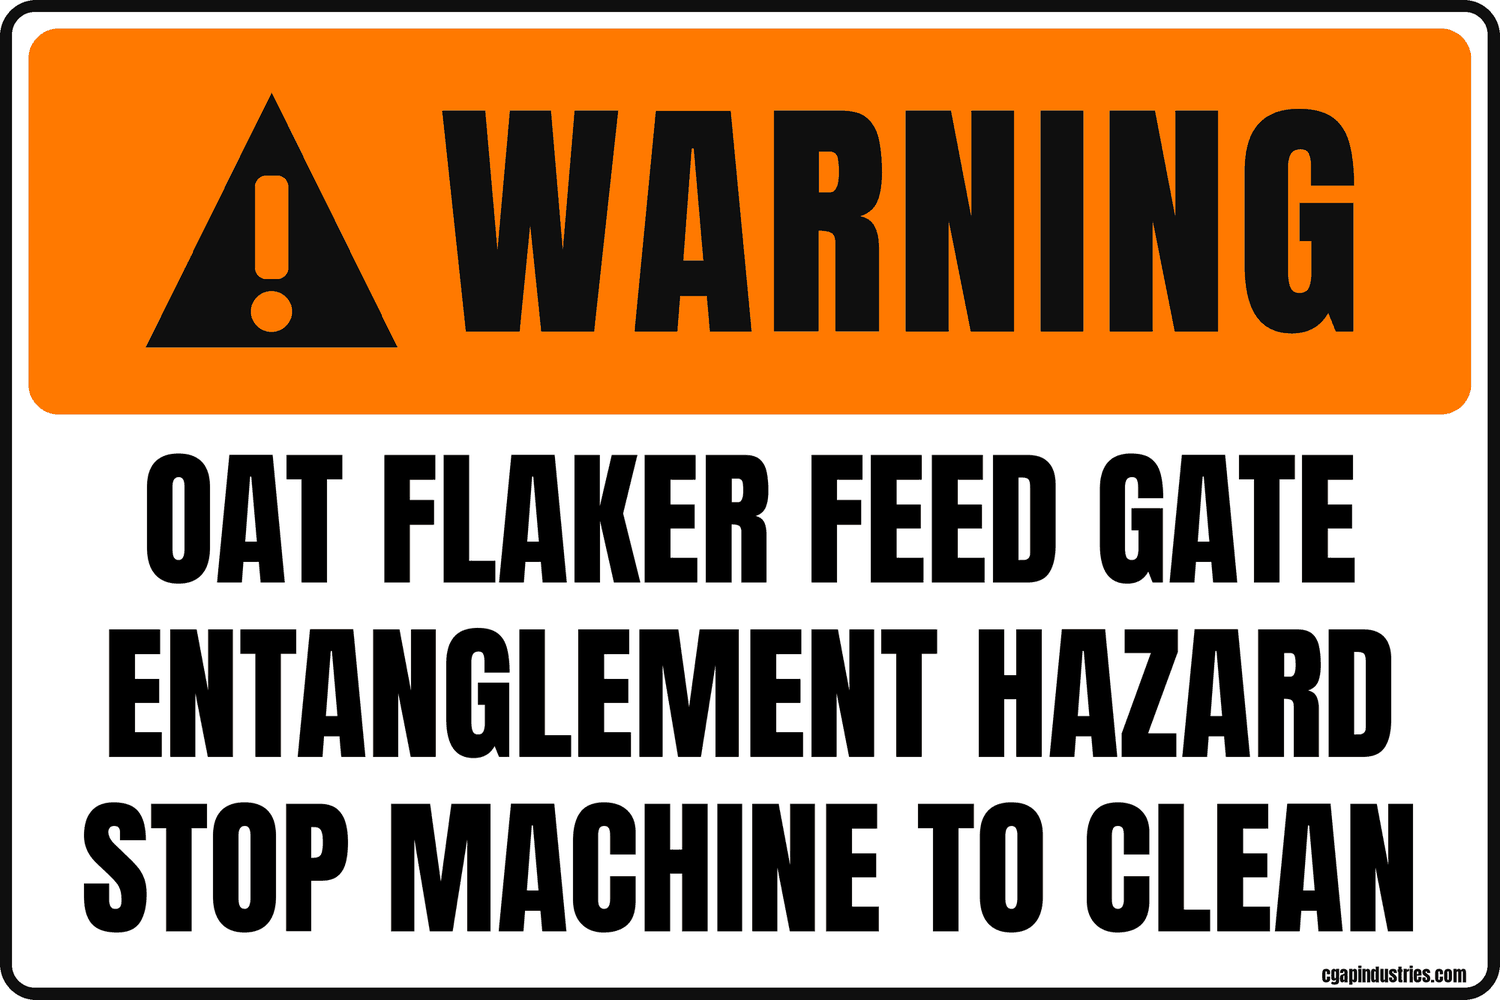 WARNING
OAT FLAKER FEED GATE
ENTANGLEMENT HAZARD
STOP MACHINE TO CLEAN
cgapindustries.com